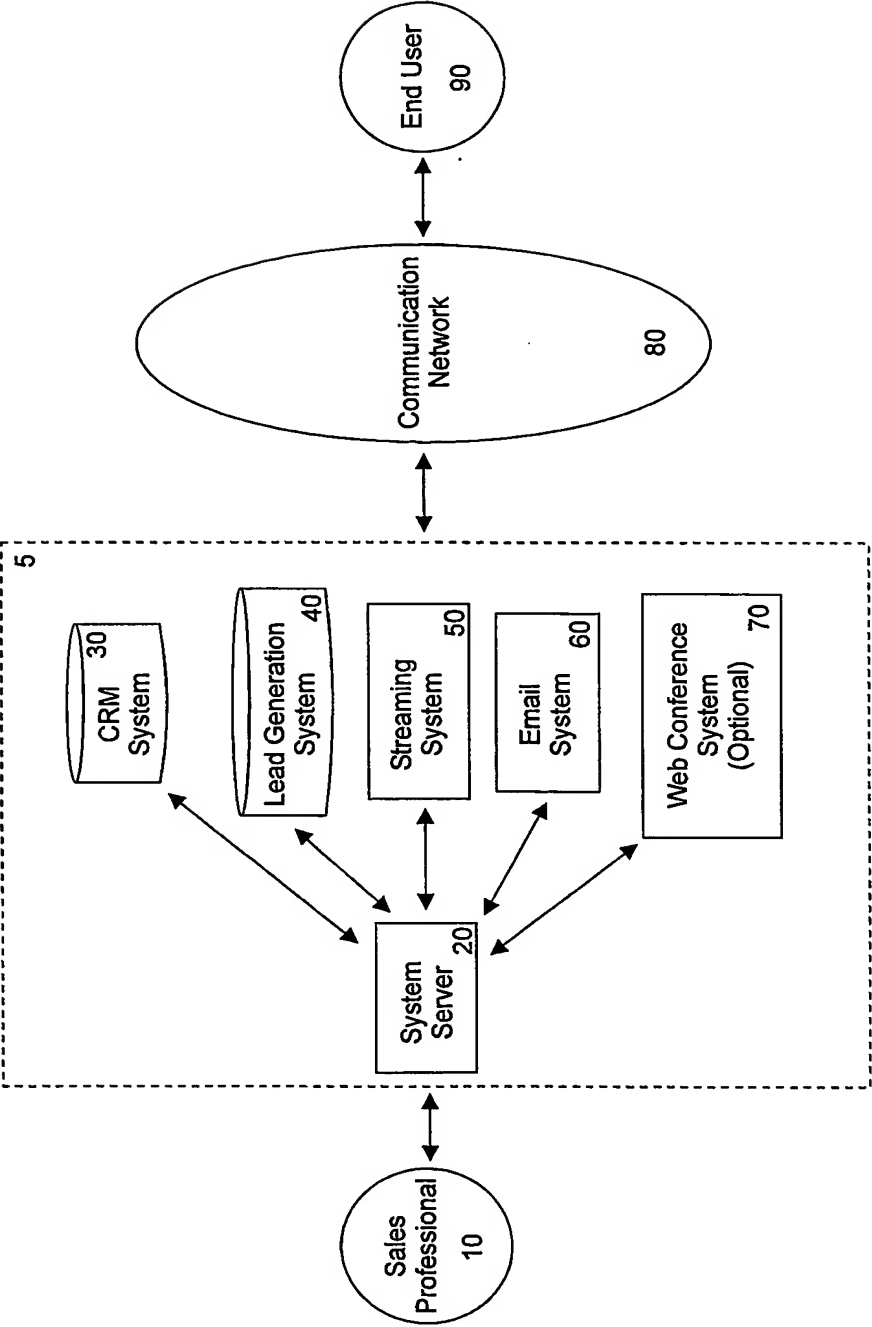 5
Sales
Professional
10
System
Server
20
CRM
System
30
Lead Generation
System
40
Streaming
System
50
Email
System
60
Web Conference
System
(Optional)
70
Communication
Network
80
End User
90